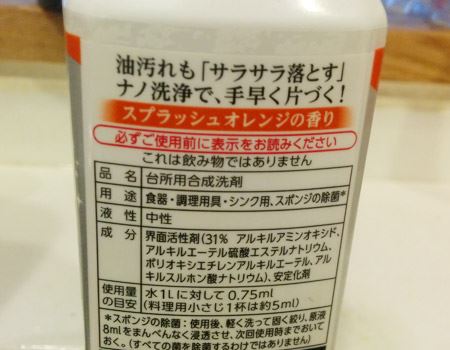 油汚れも「サラサラ落とす」
ナノ洗浄で、手早く片づく!
スプラッシュオレンジの香り
必ずご使用前に表示をお読みください
これは飲み物ではありません
品名 台所用合成洗剤
用途 食器・調理用具・シンク用、スポンジの除菌*
液性 中性
成分 界面活性剤(31% アルキルアミンオキシド、
アルキルエーテル硫酸エステルナトリウム、
ポリオキシエチレンアルキルエーテル、アル
キルスルホン酸ナトリウム)、安定化剤
使用量の目安 水1Lに対して0.75ml
(料理用小さじ1杯は約5ml)
*スポンジの除菌:使用後、軽く洗って固く絞り、原液
8mlをまんべんなく浸透させ、次回使用時までおいて
おく。(すべての菌を除菌するわけではありません)